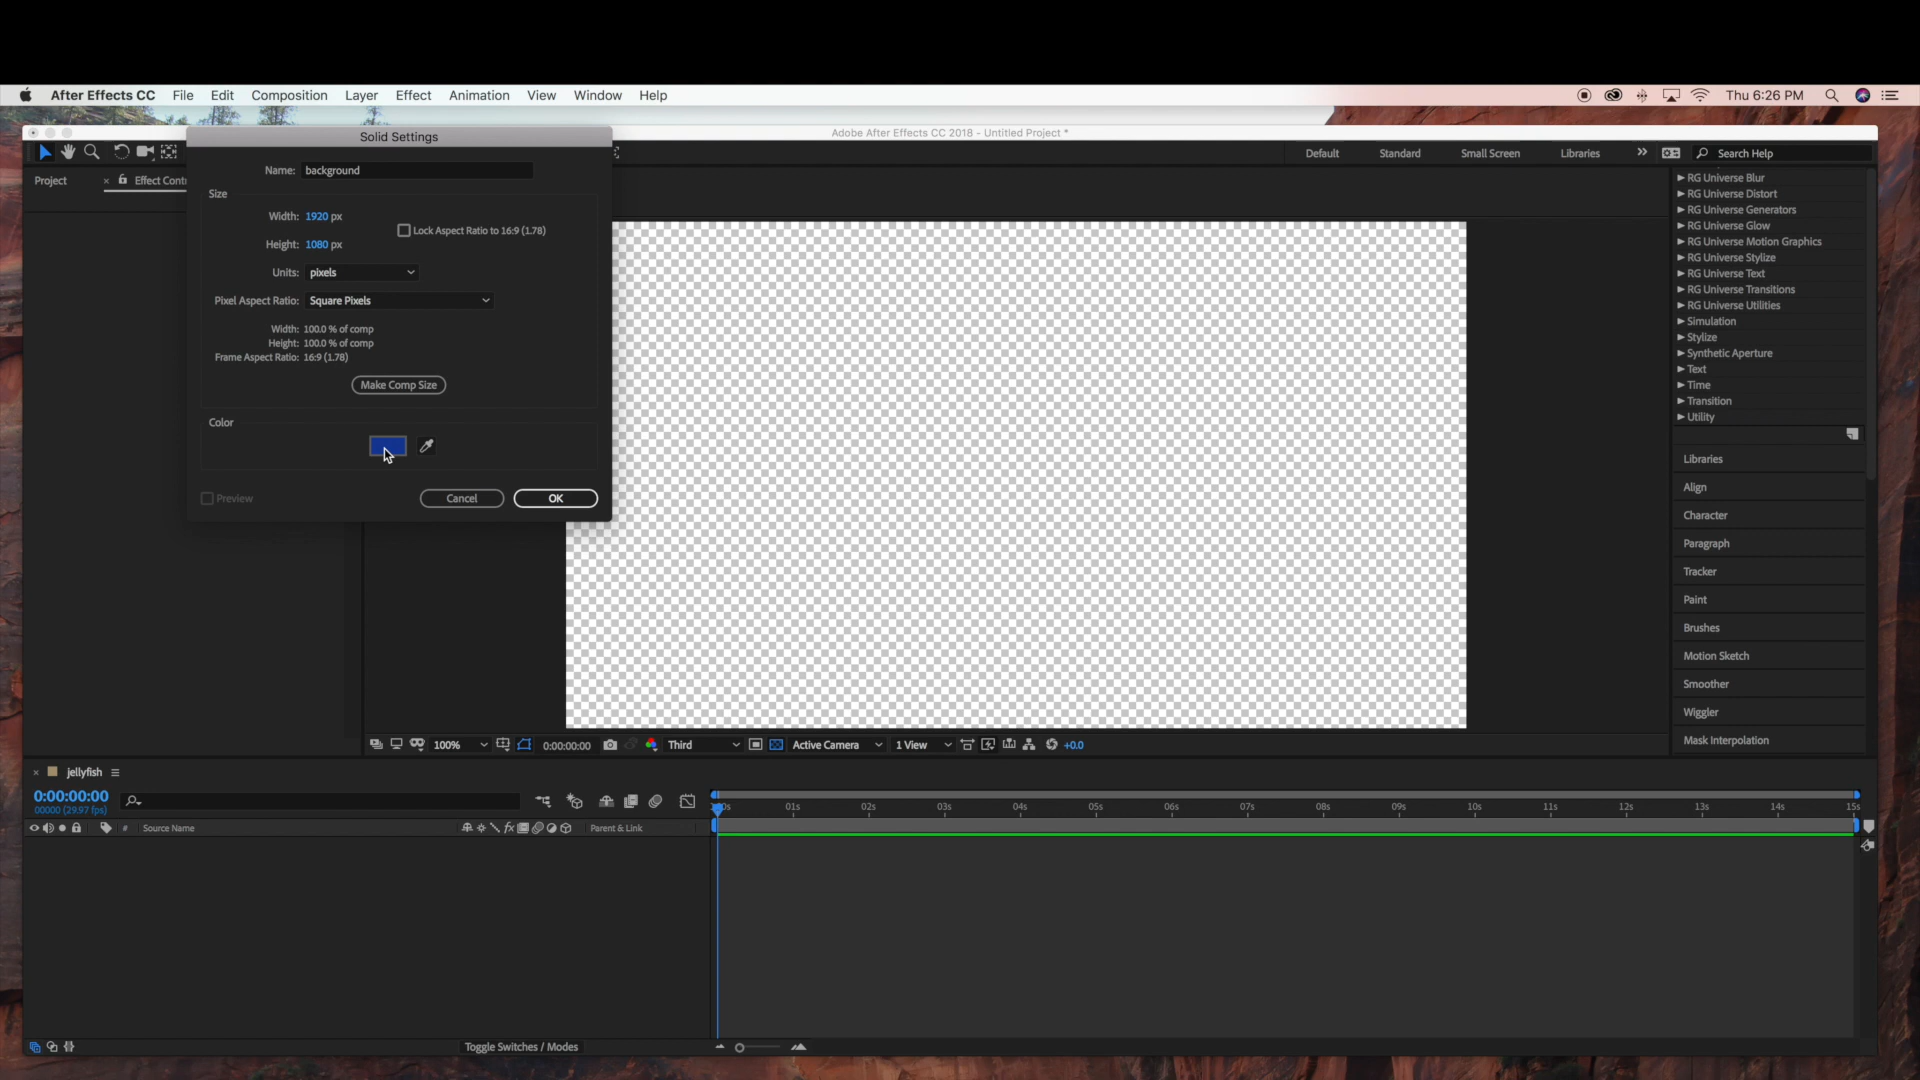 After Effects CC File Edit Composition Layer Effect Animation View Window Help Thu 6:26 PM
Adobe After Effects CC 2018 - Untitled Project *
Default Standard Small Screen Libraries Search Help
Project Effect Cont
Solid Settings
Name: background
Size
Width: 1920 px
Lock Aspect Ratio to 16:9 (1.78)
Height: 1080 px
Units: pixels
Pixel Aspect Ratio: Square Pixels
Width: 100.0 % of comp
Height: 100.0 % of comp
Frame Aspect Ratio: 16:9 (1.78)
Make Comp Size
Color
Preview Cancel OK
RG Universe Blur
RG Universe Distort
RG Universe Generators
RG Universe Glow
RG Universe Motion Graphics
RG Universe Stylize
RG Universe Text
RG Universe Transitions
RG Universe Utilities
Simulation
Stylize
Synthetic Aperture
Text
Time
Transition
Utility
Libraries
Align
Character
Paragraph
Tracker
Paint
Brushes
Motion Sketch
Smoother
Wiggler
Mask Interpolation
100% 0:00:00:00 Third Active Camera 1 View +0.0
jellyfish
0:00:00:00
00000 (29.97 fps)
01s 02s 03s 04s 05s 06s 07s 08s 09s 10s 11s 12s 13s 14s 15s
# Source Name fx Parent & Link
Toggle Switches / Modes